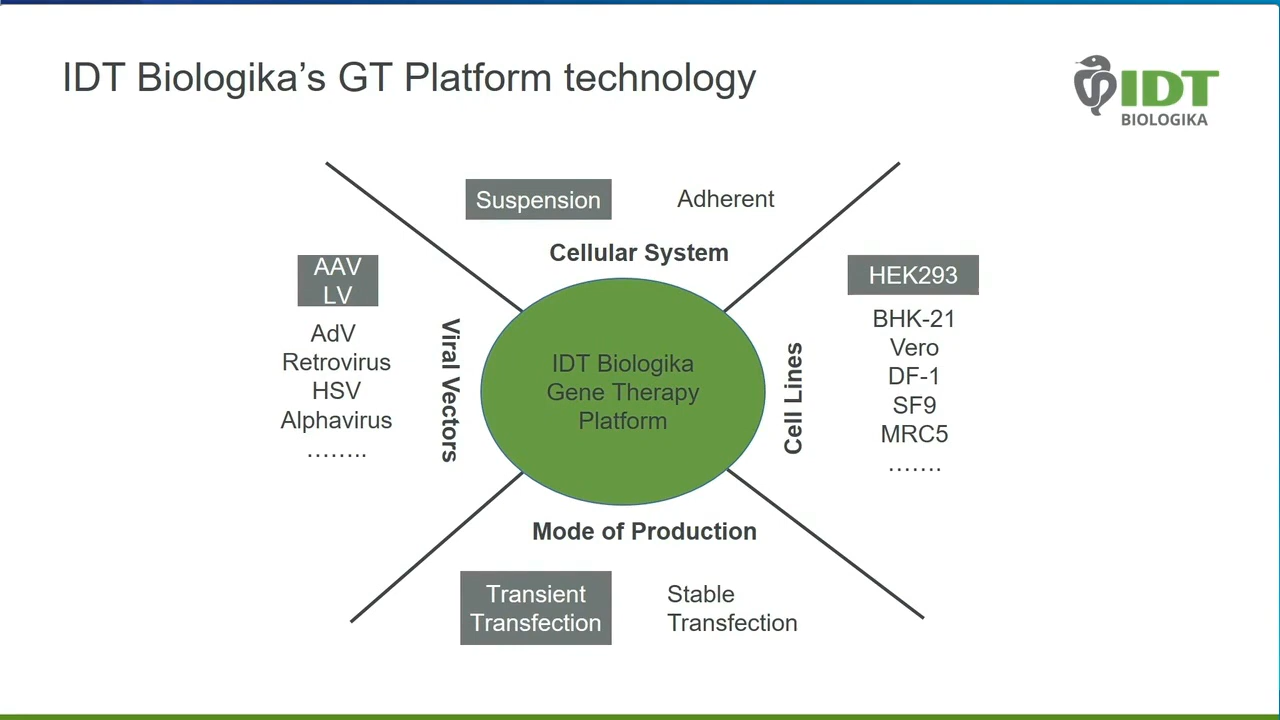 IDT Biologika’s GT Platform technology
IDT
BIOLOGIKA
Suspension
Adherent
Cellular System
AAV
LV
AdV
Retrovirus
HSV
Alphavirus
……..
Viral Vectors
IDT Biologika
Gene Therapy
Platform
Cell Lines
HEK293
BHK-21
Vero
DF-1
SF9
MRC5
…….
Mode of Production
Transient
Transfection
Stable
Transfection